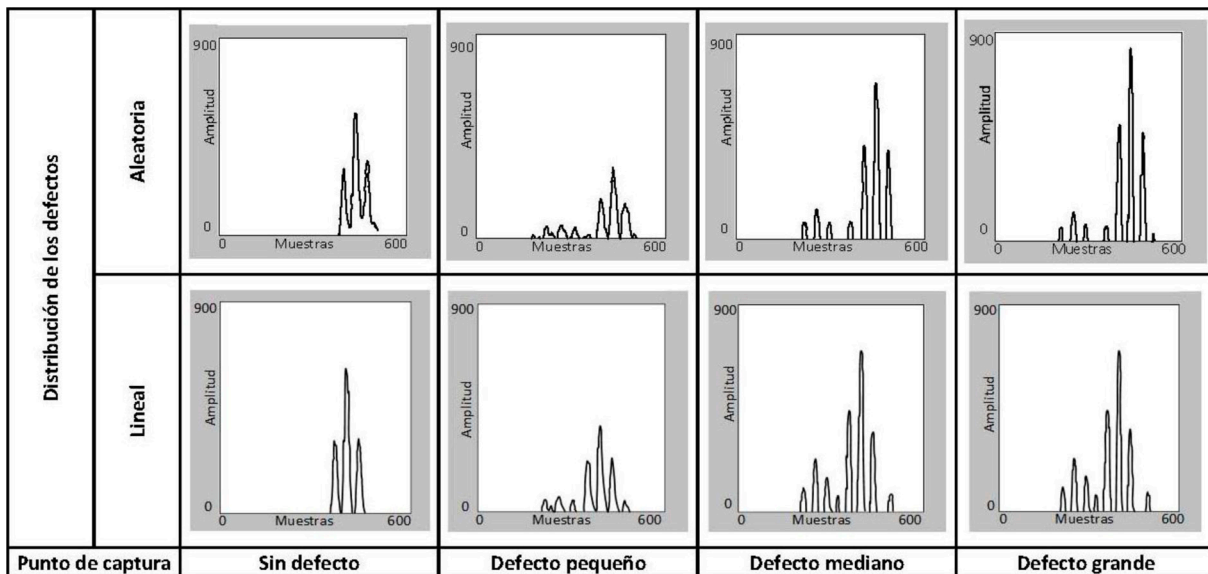 Distribución de los defectos
Aleatoria
900
Amplitud
0
0
Muestras
600
900
Amplitud
0
0
Muestras
600
900
Amplitud
0
0
Muestras
600
900
Amplitud
0
0
Muestras
600
Lineal
900
Amplitud
0
0
Muestras
600
900
Amplitud
0
0
Muestras
600
900
Amplitud
0
0
Muestras
600
900
Amplitud
0
0
Muestras
600
Punto de captura
Sin defecto
Defecto pequeño
Defecto mediano
Defecto grande